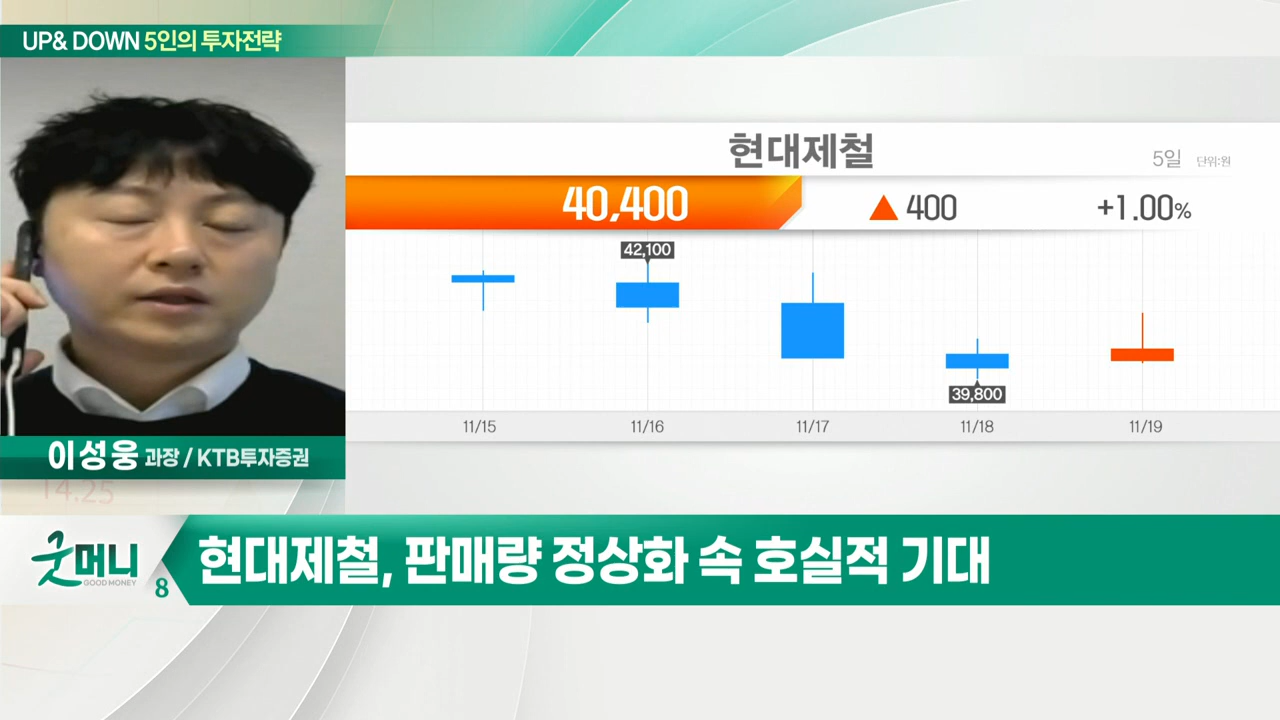 UP& DOWN 5인의 투자전략
현대제철
5일 단위:원
40,400 ▲ 400 +1.00%
42,100
39,800
11/15 11/16 11/17 11/18 11/19
이성웅 과장 / KTB투자증권
14.25
굿머니
GOOD MONEY
8
현대제철, 판매량 정상화 속 호실적 기대